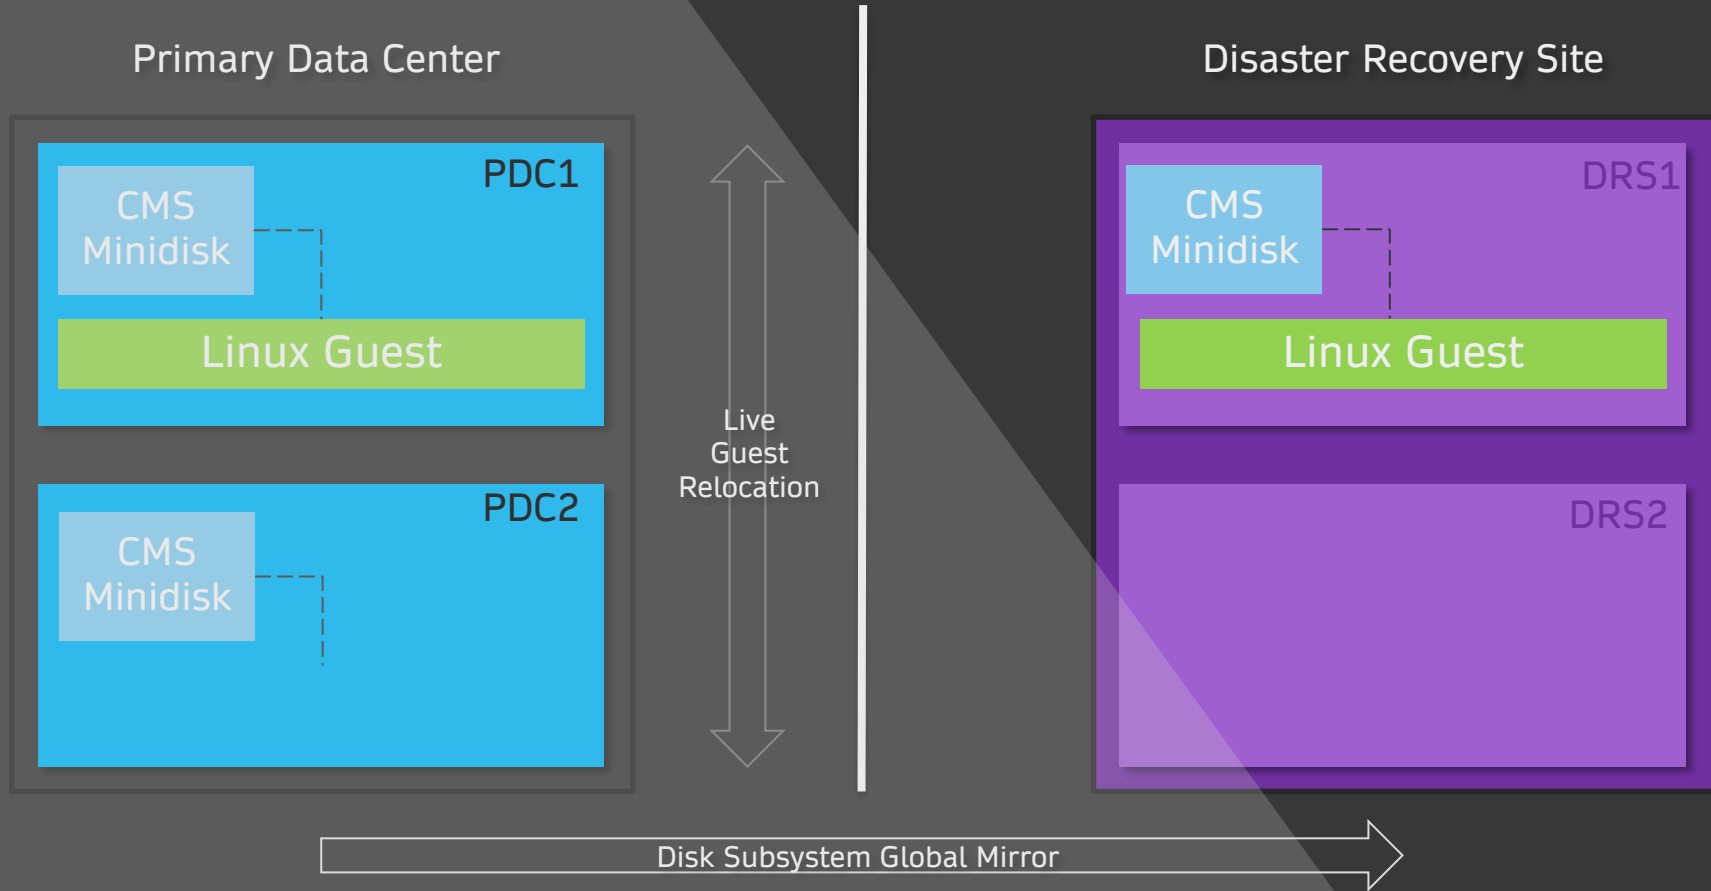 Primary Data Center
Disaster Recovery Site
PDC1
CMS
Minidisk
Linux Guest
PDC2
CMS
Minidisk
Live
Guest
Relocation
DRS1
CMS
Minidisk
Linux Guest
DRS2
Disk Subsystem Global Mirror